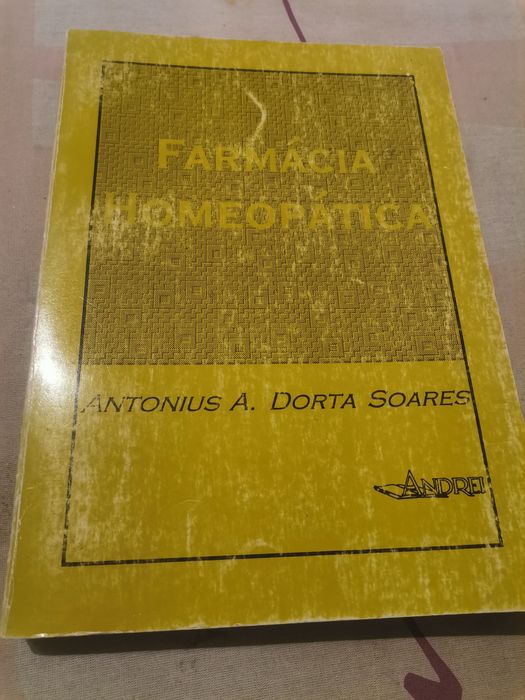 FARMÁCIA
HOMEOPÁTICA
ANTONIUS A. DORTA SOARES
ANDREI